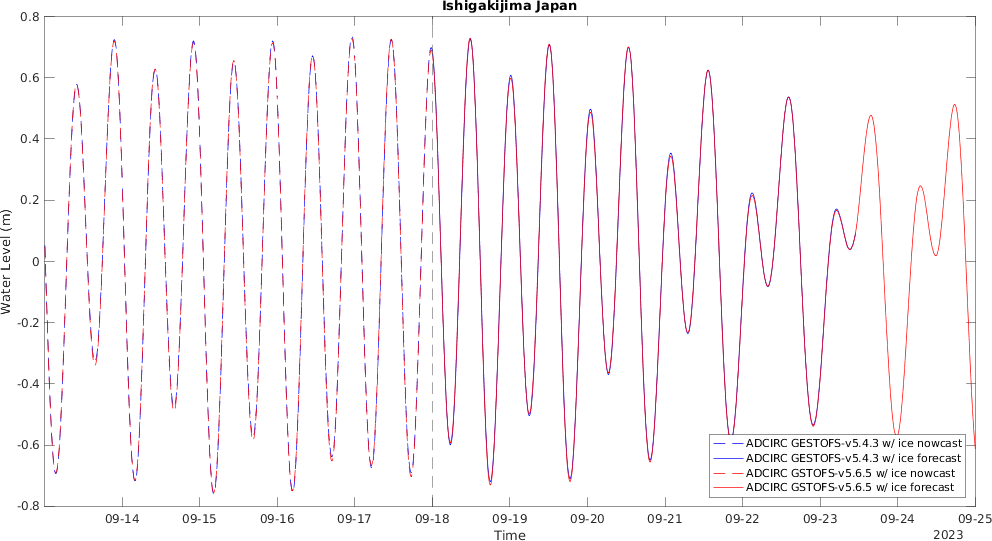 Ishigakijima Japan
Water Level (m)
0.8
0.6
0.4
0.2
0
-0.2
-0.4
-0.6
-0.8
ADCIRC GESTOFS-v5.4.3 w/ ice nowcast
ADCIRC GESTOFS-v5.4.3 w/ ice forecast
ADCIRC GSTOFS-v5.6.5 w/ ice nowcast
ADCIRC GSTOFS-v5.6.5 w/ ice forecast
09-14 09-15 09-16 09-17 09-18 09-19 09-20 09-21 09-22 09-23 09-24 09-25
Time
2023